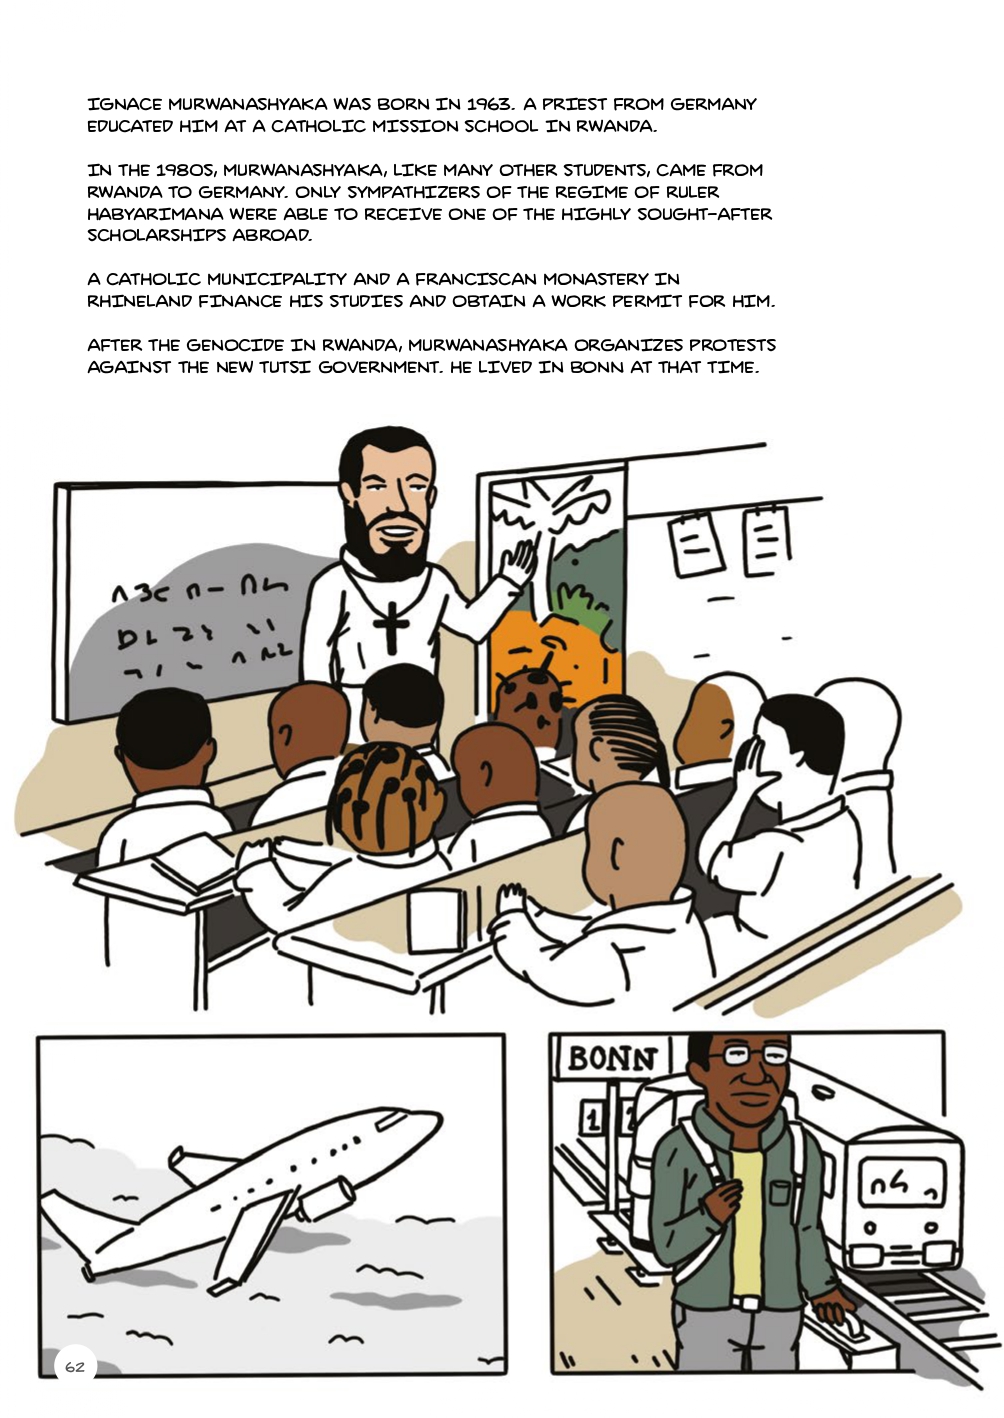 IGNACE MURWANASHYAKA WAS BORN IN 1963. A PRIEST FROM GERMANY
EDUCATED HIM AT A CATHOLIC MISSION SCHOOL IN RWANDA.
IN THE 1980S, MURWANASHYAKA, LIKE MANY OTHER STUDENTS, CAME FROM
RWANDA TO GERMANY. ONLY SYMPATHIZERS OF THE REGIME OF RULER
HABYARIMANA WERE ABLE TO RECEIVE ONE OF THE HIGHLY SOUGHT-AFTER
SCHOLARSHIPS ABROAD.
A CATHOLIC MUNICIPALITY AND A FRANCISCAN MONASTERY IN
RHINELAND FINANCE HIS STUDIES AND OBTAIN A WORK PERMIT FOR HIM.
AFTER THE GENOCIDE IN RWANDA, MURWANASHYAKA ORGANIZES PROTESTS
AGAINST THE NEW TUTSI GOVERNMENT. HE LIVED IN BONN AT THAT TIME.
BONN
1
62